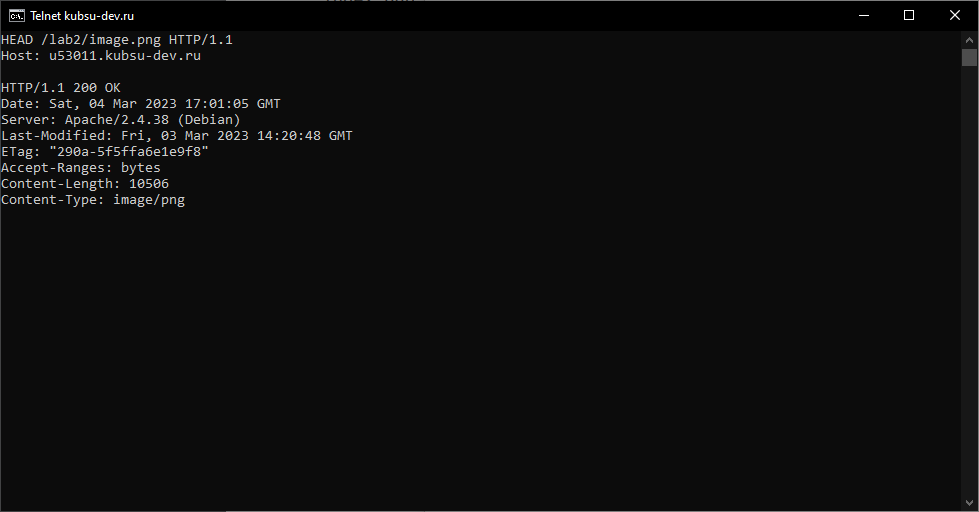 Telnet kubsu-dev.ru
HEAD /lab2/image.png HTTP/1.1
Host: u53011.kubsu-dev.ru
HTTP/1.1 200 OK
Date: Sat, 04 Mar 2023 17:01:05 GMT
Server: Apache/2.4.38 (Debian)
Last-Modified: Fri, 03 Mar 2023 14:20:48 GMT
ETag: "290a-5f5ffa6e1e9f8"
Accept-Ranges: bytes
Content-Length: 10506
Content-Type: image/png